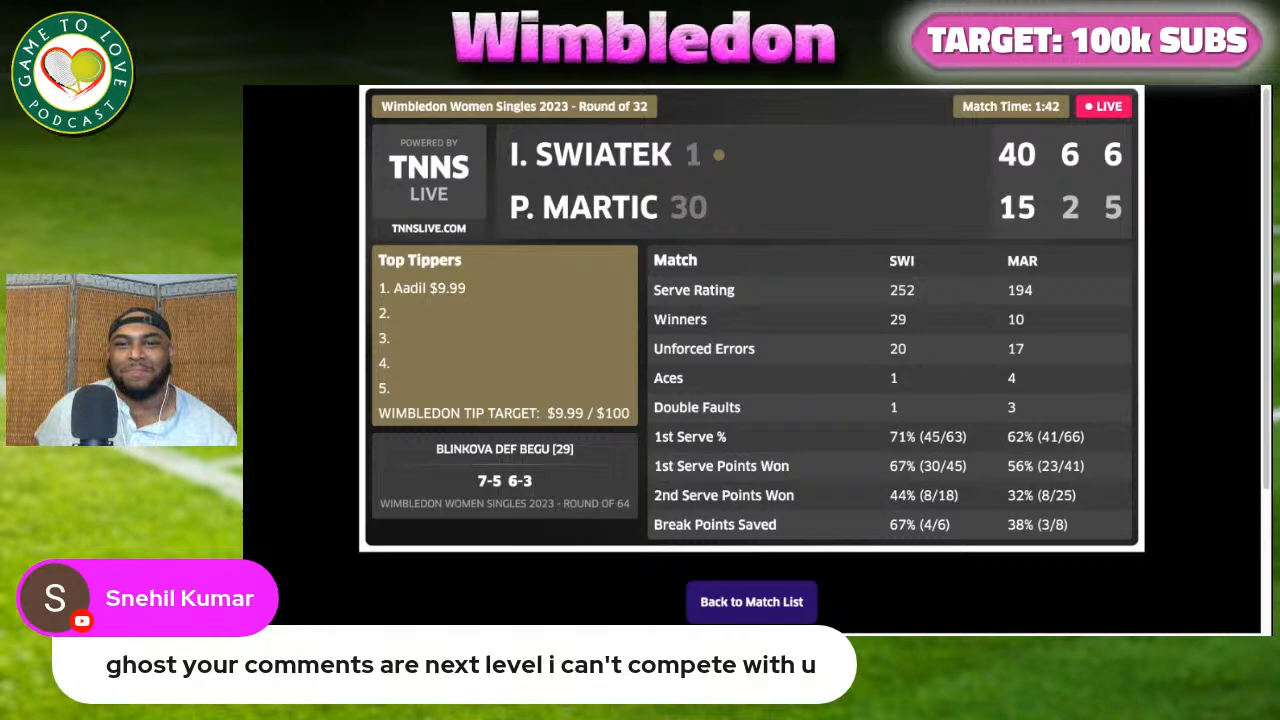 GAME TO LOVE
PODCAST
Wimbledon
TARGET: 100k SUBS
Wimbledon Women Singles 2023 - Round of 32
Match Time: 1:42
LIVE
POWERED BY
TNNS
LIVE
TNNSLIVE.COM
I. SWIATEK 1 40 6 6
P. MARTIC 30 15 2 5
Top Tippers
1. Aadil $9.99
2.
3.
4.
5.
WIMBLEDON TIP TARGET: $9.99 / $100
BLINKOVA DEF BEGU [29]
7-5 6-3
WIMBLEDON WOMEN SINGLES 2023 - ROUND OF 64
Match SWI MAR
Serve Rating 252 194
Winners 29 10
Unforced Errors 20 17
Aces 1 4
Double Faults 1 3
1st Serve % 71% (45/63) 62% (41/66)
1st Serve Points Won 67% (30/45) 56% (23/41)
2nd Serve Points Won 44% (8/18) 32% (8/25)
Break Points Saved 67% (4/6) 38% (3/8)
Back to Match List
S
Snehil Kumar
ghost your comments are next level i can't compete with u